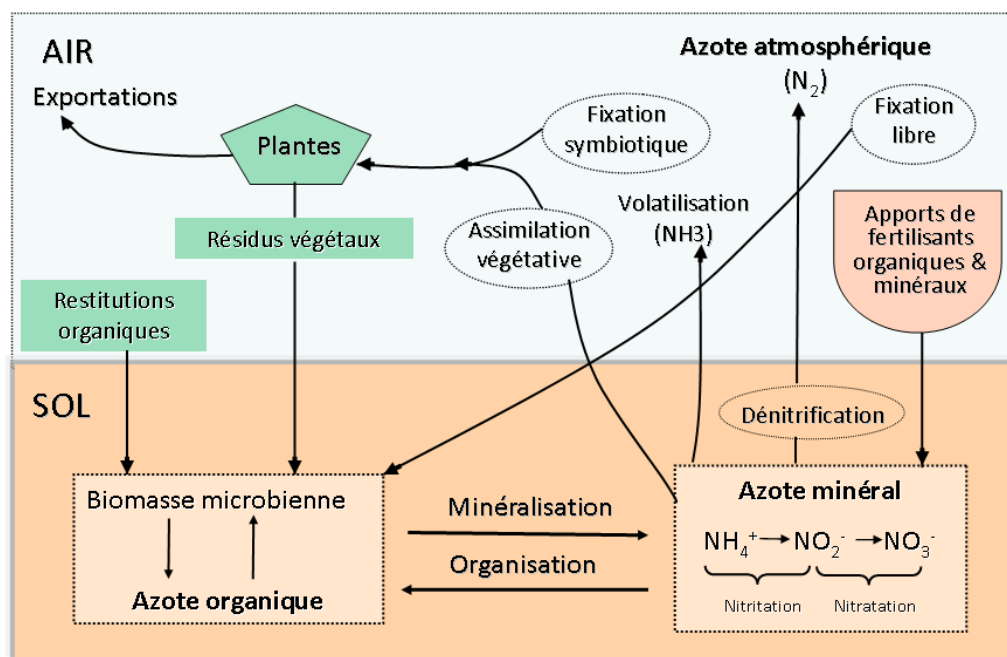 AIR
Azote atmosphérique
(N₂)
Exportations
Fixation
symbiotique
Fixation
libre
Plantes
Volatilisation
(NH3)
Apports de
fertilisants
organiques &
minéraux
Résidus végétaux
Assimilation
végétative
Restitutions
organiques
SOL
Dénitrification
Biomasse microbienne
Azote organique
Minéralisation
Organisation
Azote minéral
NH₄⁺ → NO₂⁻ → NO₃⁻
Nitritation
Nitratation